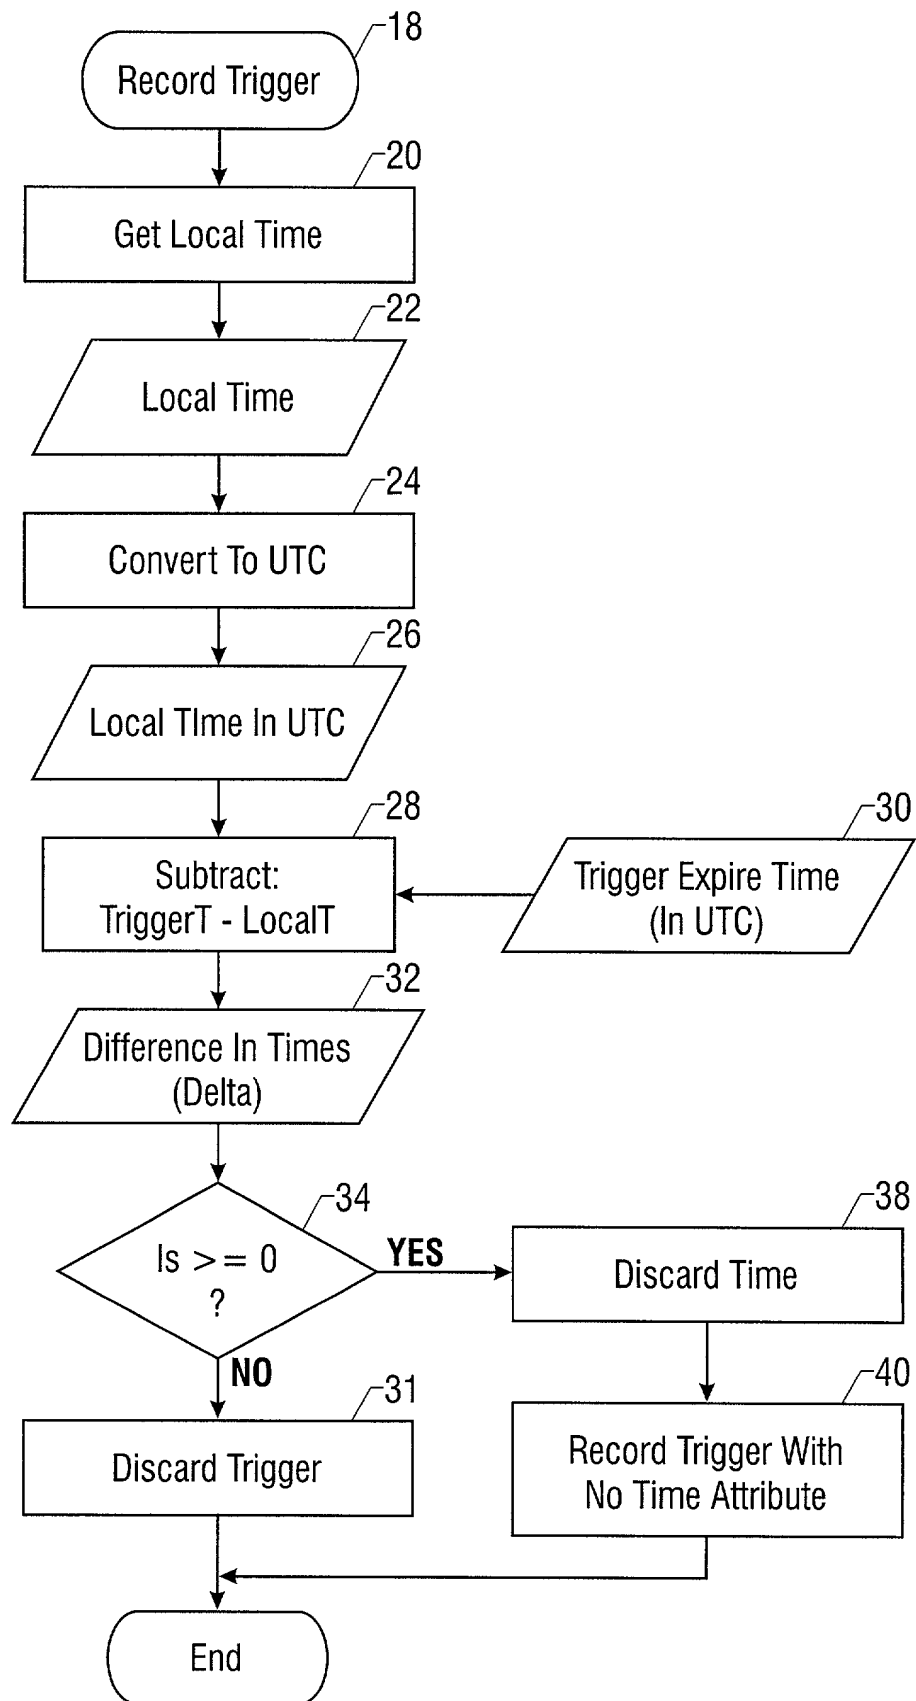 18
Record Trigger
20
Get Local Time
22
Local Time
24
Convert To UTC
26
Local TIme In UTC
28
Subtract:
TriggerT - LocalT
30
Trigger Expire Time
(In UTC)
32
Difference In Times
(Delta)
34
Is >= 0
?
YES
38
Discard Time
NO
31
Discard Trigger
40
Record Trigger With
No Time Attribute
End